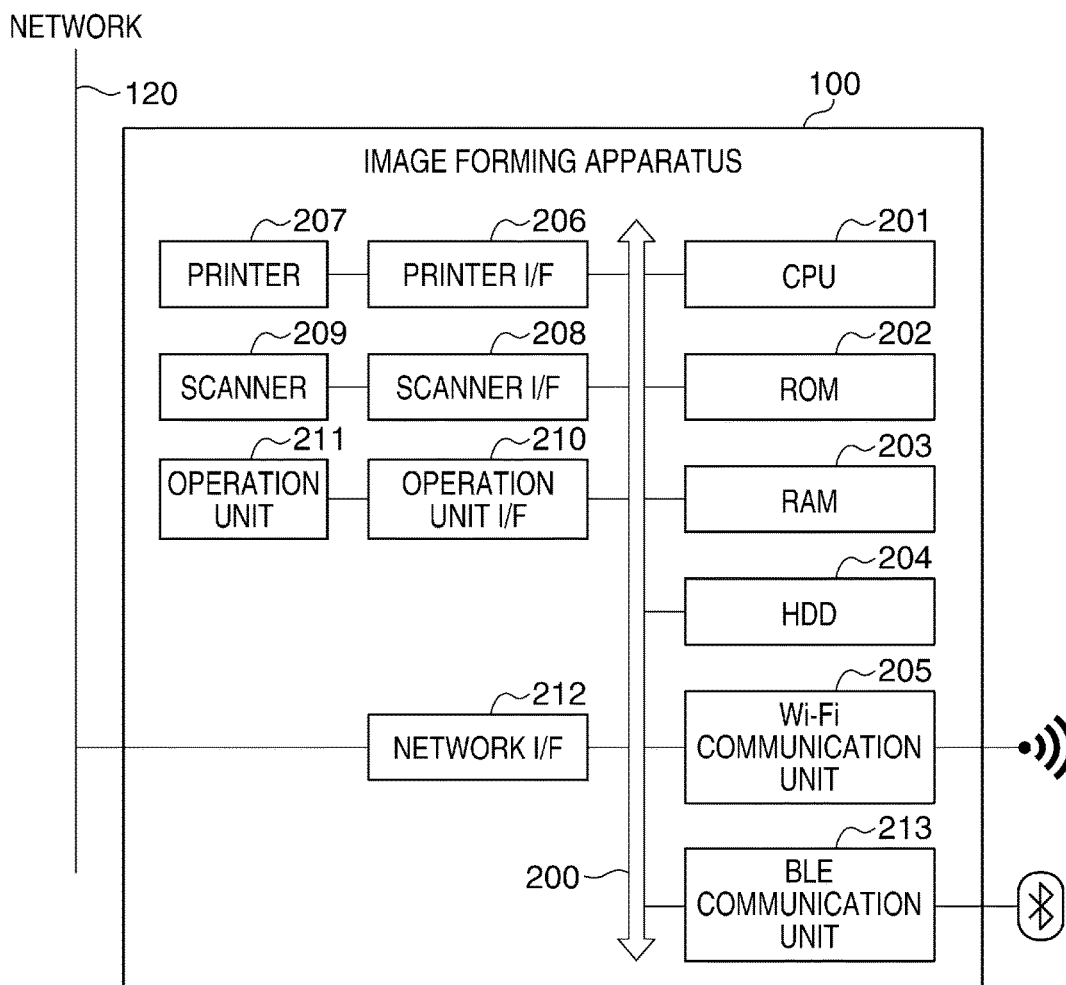 NETWORK
120
100
IMAGE FORMING APPARATUS
207
206
201
PRINTER
PRINTER I/F
CPU
209
208
202
SCANNER
SCANNER I/F
ROM
211
210
203
OPERATION
UNIT
OPERATION
UNIT I/F
RAM
204
HDD
212
205
NETWORK I/F
Wi-Fi
COMMUNICATION
UNIT
213
200
BLE
COMMUNICATION
UNIT